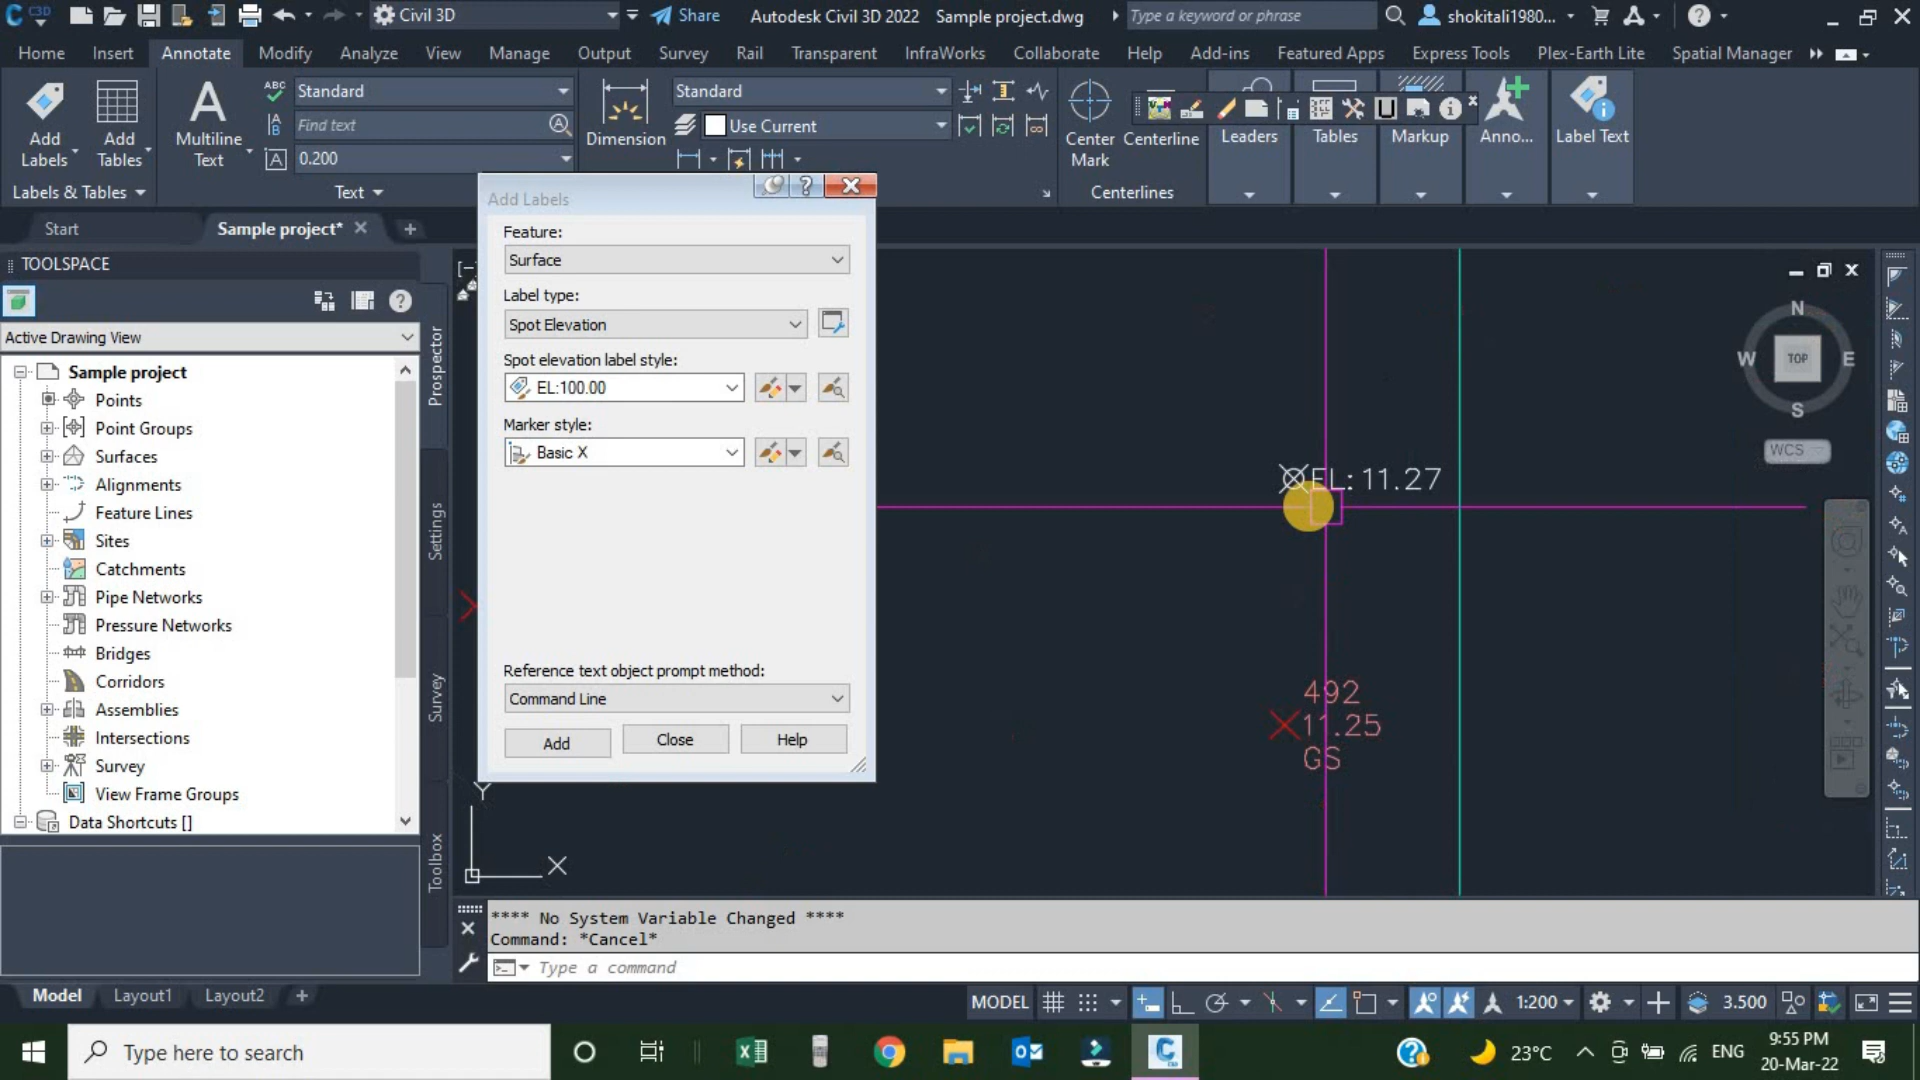 C3D
Civil 3D
Share
Autodesk Civil 3D 2022
Sample project.dwg
Type a keyword or phrase
shokitali1980...
Home
Insert
Annotate
Modify
Analyze
View
Manage
Output
Survey
Rail
Transparent
InfraWorks
Collaborate
Help
Add-ins
Featured Apps
Express Tools
Plex-Earth Lite
Spatial Manager
Add
Labels
Add
Tables
Labels & Tables
Multiline
Text
ABC
Standard
Find text
0.200
Text
Dimension
Standard
Use Current
Center
Mark
Centerline
Centerlines
Leaders
Tables
Markup
Anno...
Label Text
Start
Sample project*
TOOLSPACE
Active Drawing View
Sample project
Points
Point Groups
Surfaces
Alignments
Feature Lines
Sites
Catchments
Pipe Networks
Pressure Networks
Bridges
Corridors
Assemblies
Intersections
Survey
View Frame Groups
Data Shortcuts []
Prospector
Settings
Survey
Toolbox
Add Labels
Feature:
Surface
Label type:
Spot Elevation
Spot elevation label style:
EL:100.00
Marker style:
Basic X
Reference text object prompt method:
Command Line
Add
Close
Help
[-]
N
W
TOP
E
S
WCS
EL: 11.27
492
11.25
GS
Y
X
**** No System Variable Changed ****
Command: *Cancel*
Type a command
Model
Layout1
Layout2
MODEL
1:200
3.500
Type here to search
23°C
ENG
9:55 PM
20-Mar-22